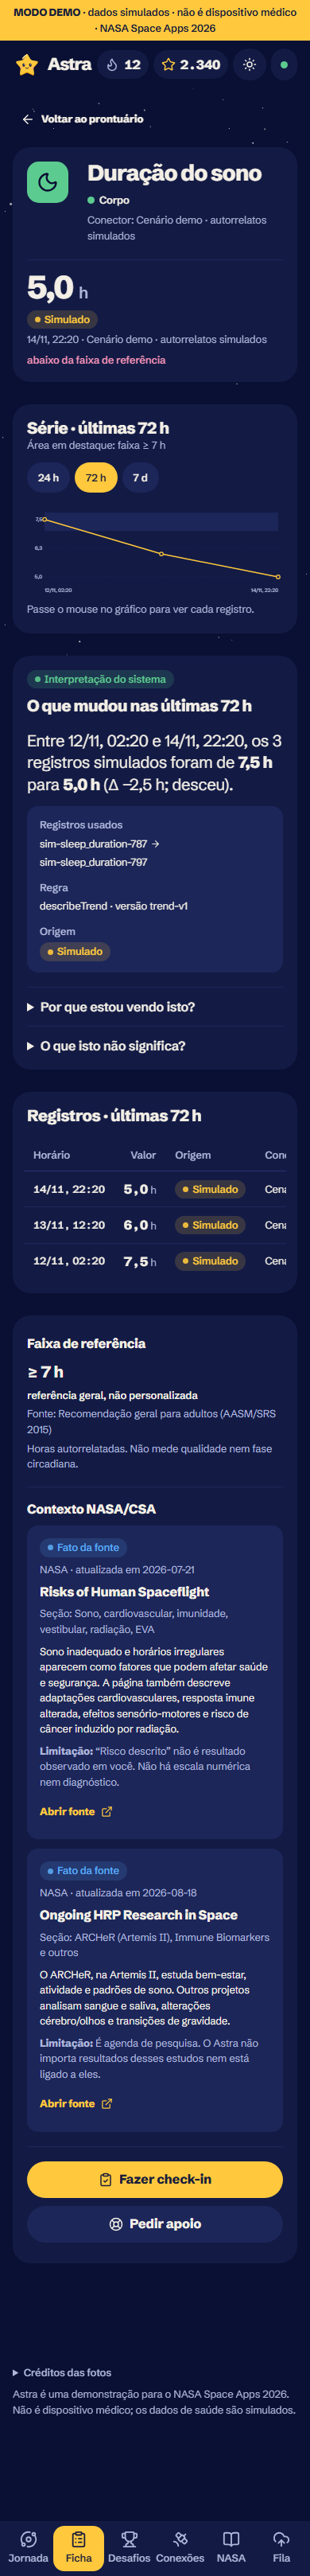 MODO DEMO · dados simulados · não é dispositivo médico
· NASA Space Apps 2026
Astra 12 2.340
Voltar ao prontuário
Duração do sono
Corpo
Conector: Cenário demo · autorrelatos
simulados
5,0 h
Simulado
14/11, 22:20 · Cenário demo · autorrelatos simulados
abaixo da faixa de referência
Série · últimas 72 h
Área em destaque: faixa ≥ 7 h
24 h 72 h 7 d
7,5
6,3
5,0
12/11, 02:20 14/11, 22:20
Passe o mouse no gráfico para ver cada registro.
Interpretação do sistema
O que mudou nas últimas 72 h
Entre 12/11, 02:20 e 14/11, 22:20, os 3
registros simulados foram de 7,5 h
para 5,0 h (Δ −2,5 h; desceu).
Registros usados
sim-sleep_duration-787 →
sim-sleep_duration-797
Regra
describeTrend · versão trend-v1
Origem
Simulado
Por que estou vendo isto?
O que isto não significa?
Registros · últimas 72 h
Horário Valor Origem
14/11, 22:20 5,0 h Simulado
13/11, 12:20 6,0 h Simulado
12/11, 02:20 7,5 h Simulado
Faixa de referência
≥ 7 h
referência geral, não personalizada
Fonte: Recomendação geral para adultos (AASM/SRS
2015)
Horas autorrelatadas. Não mede qualidade nem fase
circadiana.
Contexto NASA/CSA
Fato da fonte
NASA · atualizada em 2026-07-21
Risks of Human Spaceflight
Seção: Sono, cardiovascular, imunidade,
vestibular, radiação, EVA
Sono inadequado e horários irregulares
aparecem como fatores que podem afetar saúde
e segurança. A página também descreve
adaptações cardiovasculares, resposta imune
alterada, efeitos sensório-motores e risco de
câncer induzido por radiação.
Limitação: “Risco descrito” não é resultado
observado em você. Não há escala numérica
nem diagnóstico.
Abrir fonte
Fato da fonte
NASA · atualizada em 2026-08-18
Ongoing HRP Research in Space
Seção: ARCHeR (Artemis II), Immune Biomarkers
e outros
O ARCHeR, na Artemis II, estuda bem-estar,
atividade e padrões de sono. Outros projetos
analisam sangue e saliva, alterações
cérebro/olhos e transições de gravidade.
Limitação: É agenda de pesquisa. O Astra não
importa resultados desses estudos nem está
ligado a eles.
Abrir fonte
Fazer check-in
Pedir apoio
Créditos das fotos
Astra é uma demonstração para o NASA Space Apps 2026.
Não é dispositivo médico; os dados de saúde são simulados.
Jornada Ficha Desafios Conexões NASA Fila